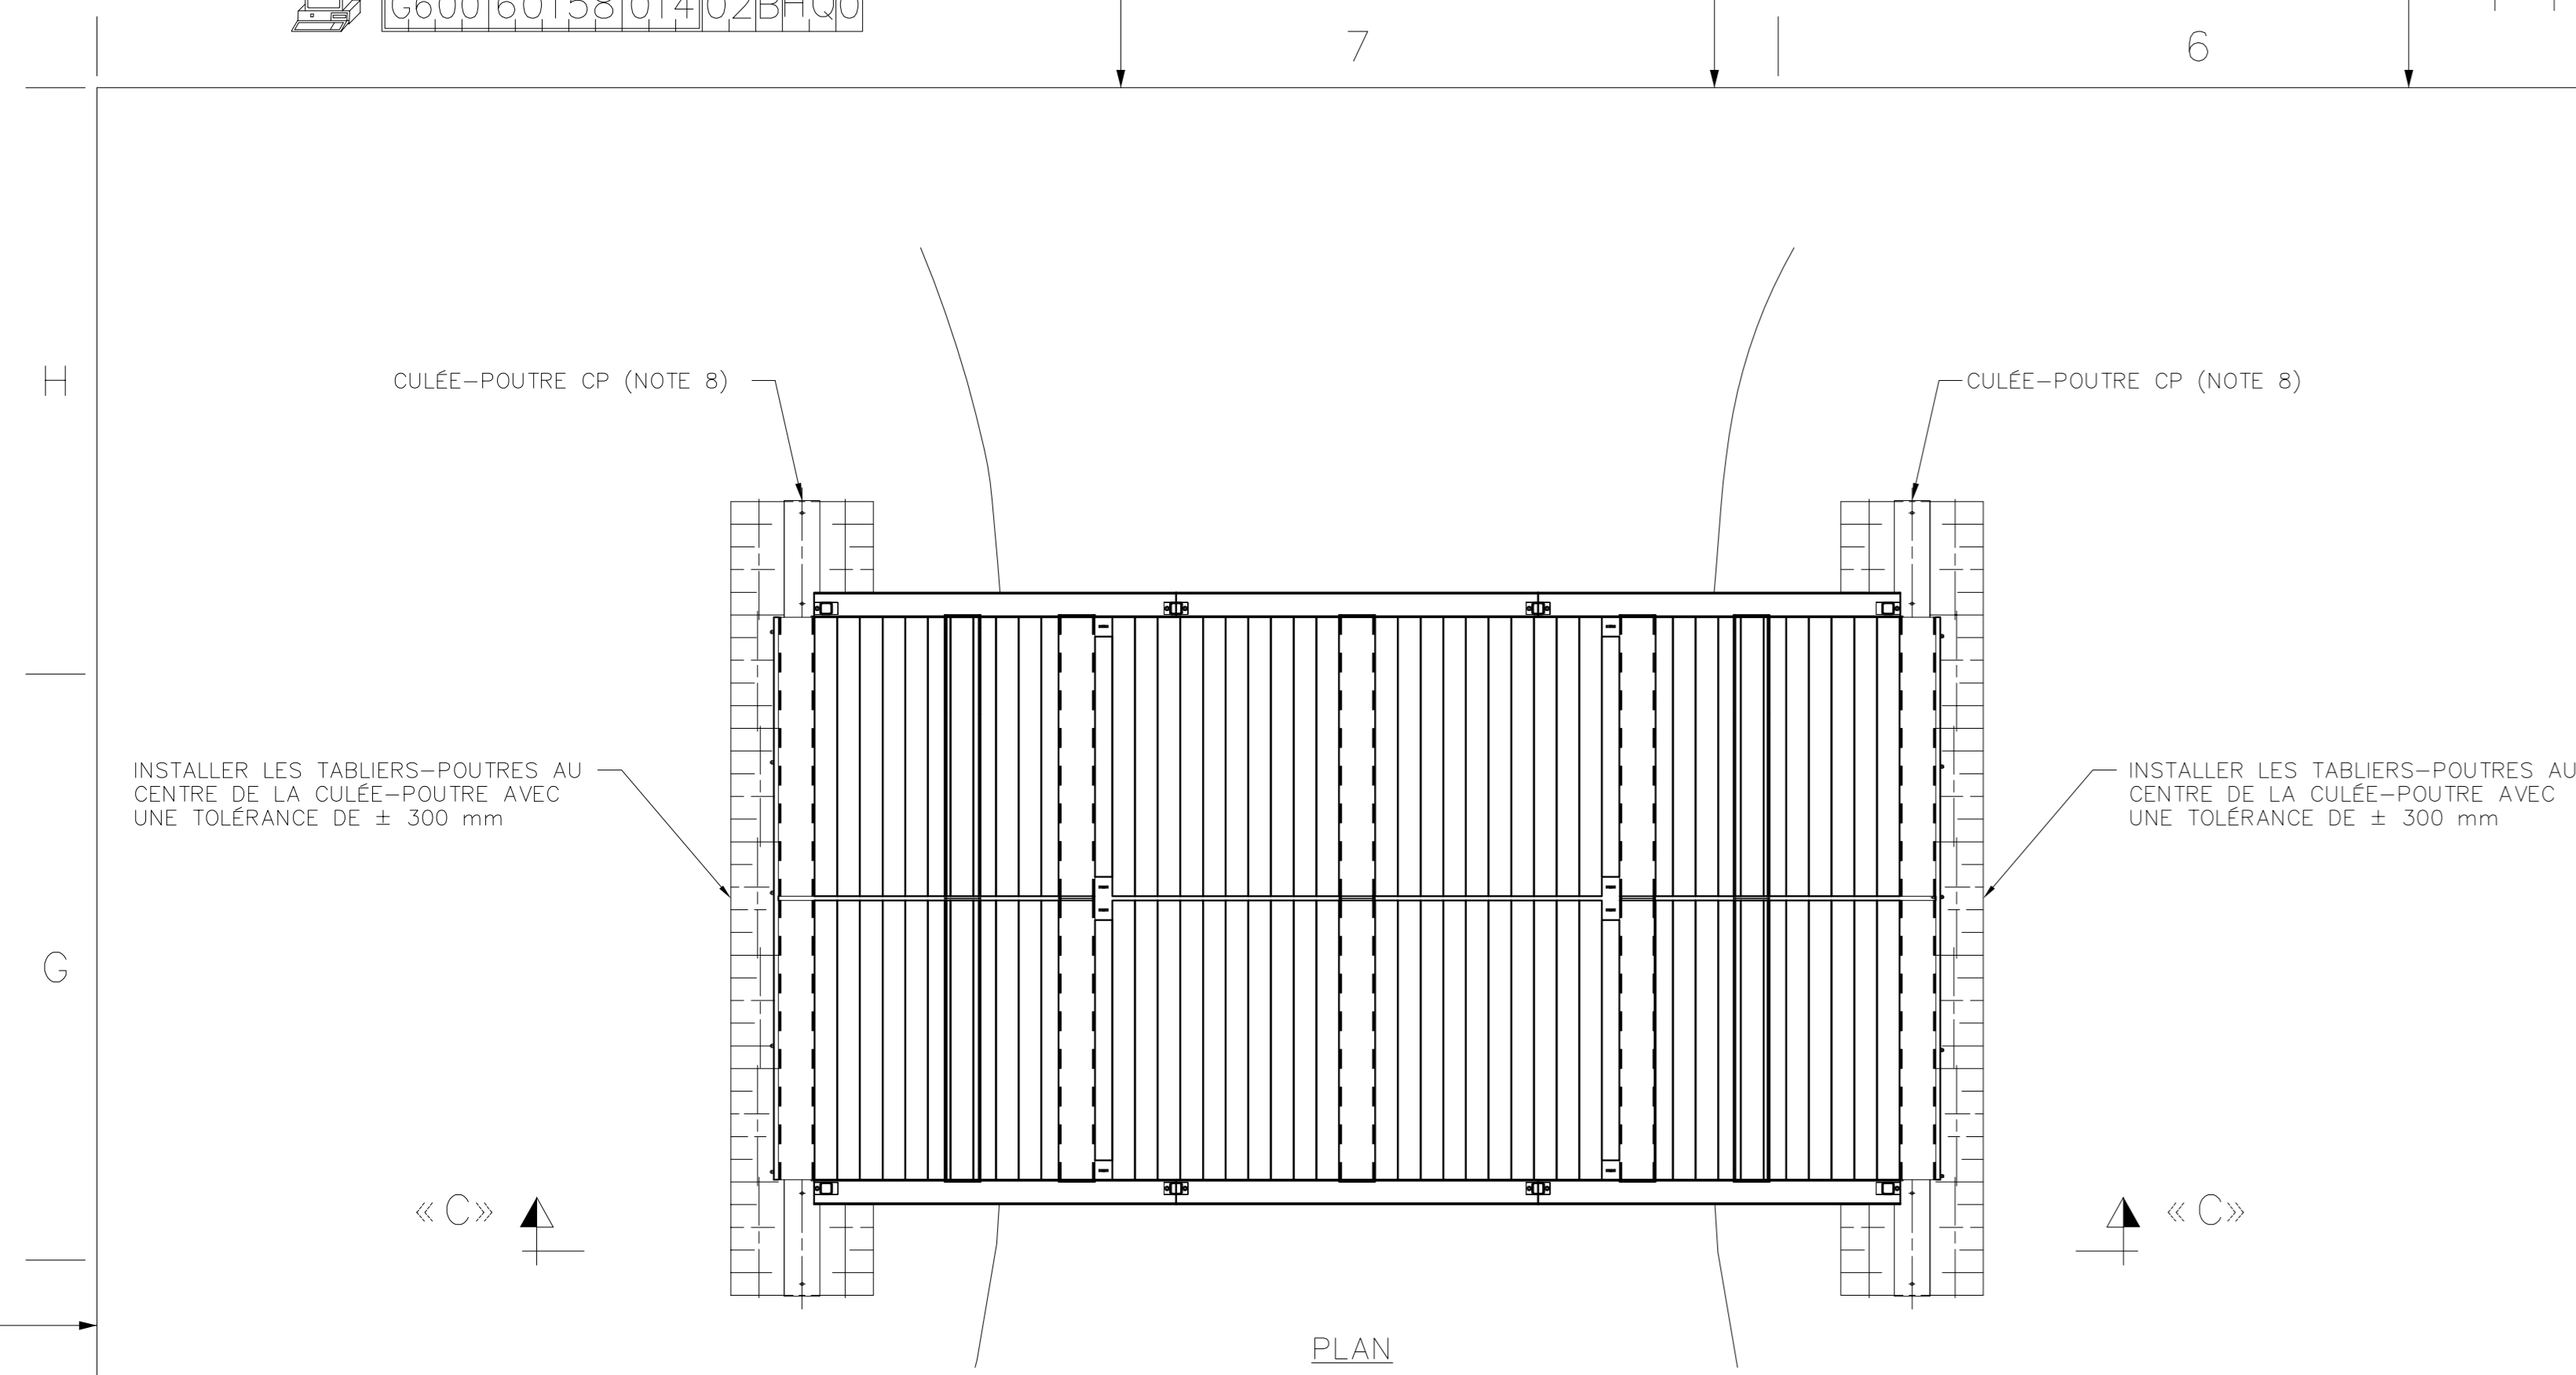 G600 60158 014 02BHQ0
7
6
H
CULÉE-POUTRE CP (NOTE 8)
CULÉE-POUTRE CP (NOTE 8)
INSTALLER LES TABLIERS-POUTRES AU
CENTRE DE LA CULÉE-POUTRE AVEC
UNE TOLÉRANCE DE ± 300 mm
INSTALLER LES TABLIERS-POUTRES AU
CENTRE DE LA CULÉE-POUTRE AVEC
UNE TOLÉRANCE DE ± 300 mm
G
«C»
«C»
PLAN